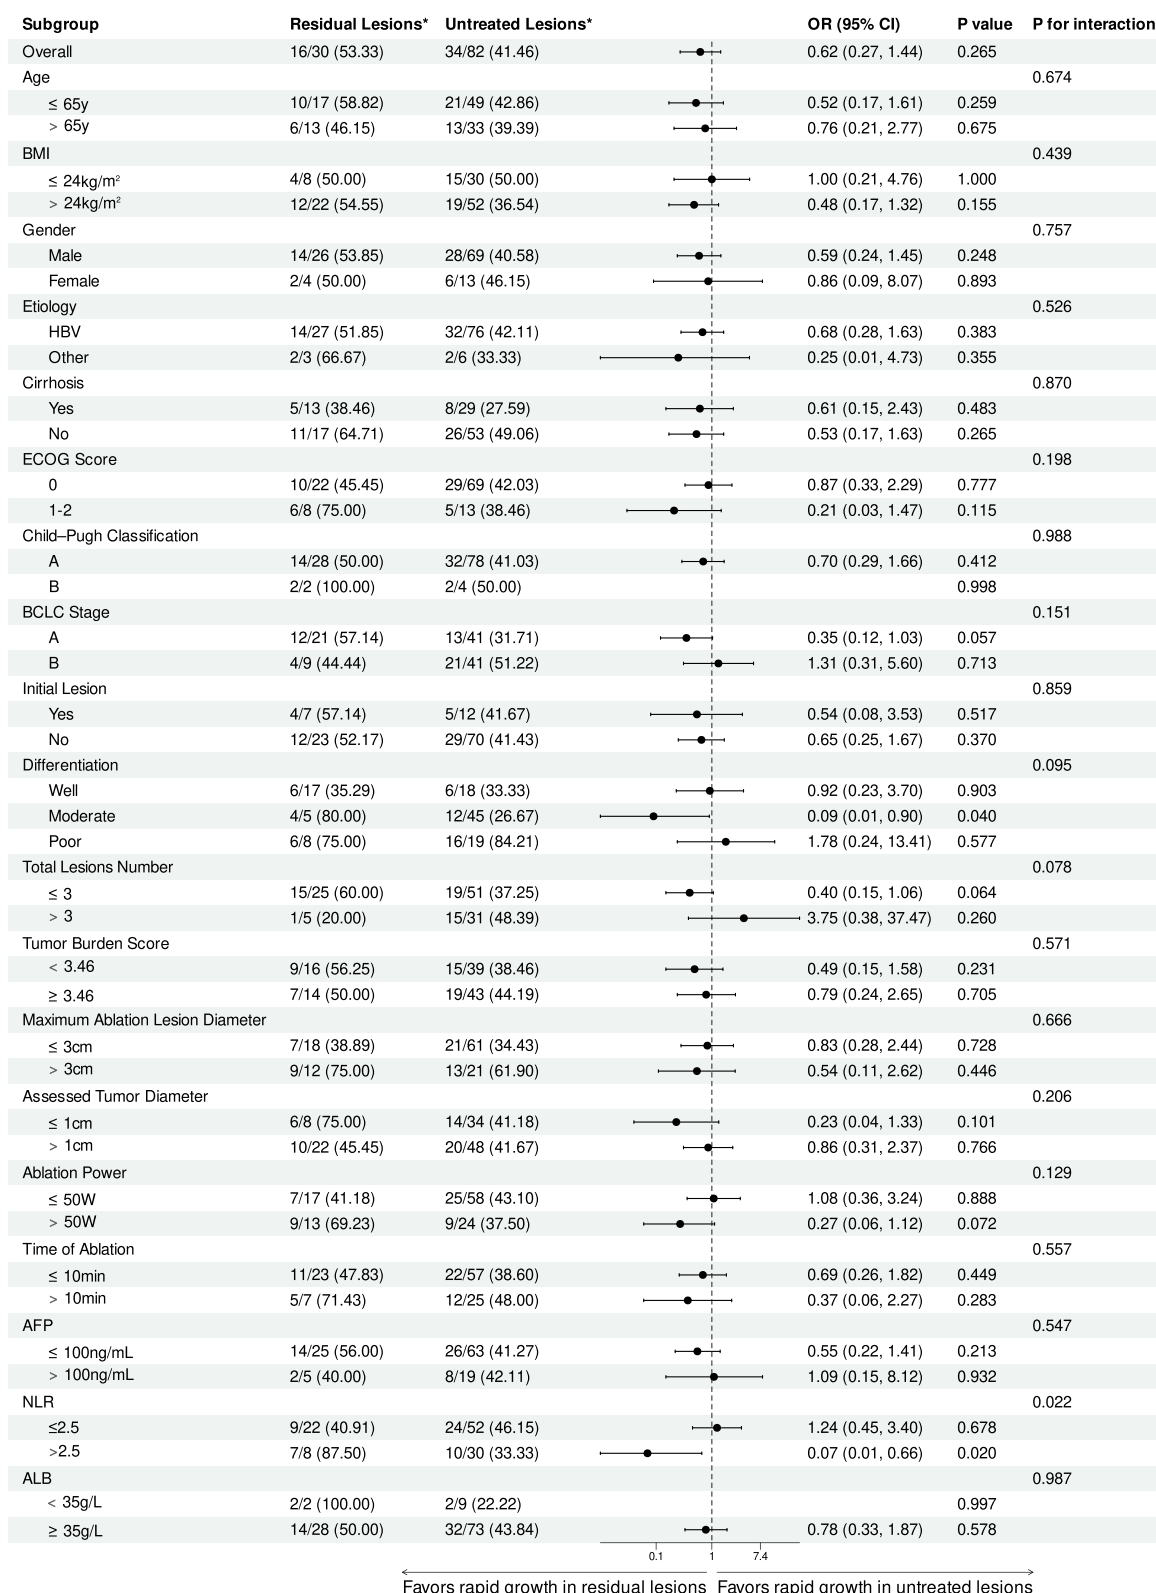 Subgroup Residual Lesions* Untreated Lesions* OR (95% CI) P value P for interaction
Overall 16/30 (53.33) 34/82 (41.46) 0.62 (0.27, 1.44) 0.265
Age 0.674
≤ 65y 10/17 (58.82) 21/49 (42.86) 0.52 (0.17, 1.61) 0.259
> 65y 6/13 (46.15) 13/33 (39.39) 0.76 (0.21, 2.77) 0.675
BMI 0.439
≤ 24kg/m² 4/8 (50.00) 15/30 (50.00) 1.00 (0.21, 4.76) 1.000
> 24kg/m² 12/22 (54.55) 19/52 (36.54) 0.48 (0.17, 1.32) 0.155
Gender 0.757
Male 14/26 (53.85) 28/69 (40.58) 0.59 (0.24, 1.45) 0.248
Female 2/4 (50.00) 6/13 (46.15) 0.86 (0.09, 8.07) 0.893
Etiology 0.526
HBV 14/27 (51.85) 32/76 (42.11) 0.68 (0.28, 1.63) 0.383
Other 2/3 (66.67) 2/6 (33.33) 0.25 (0.01, 4.73) 0.355
Cirrhosis 0.870
Yes 5/13 (38.46) 8/29 (27.59) 0.61 (0.15, 2.43) 0.483
No 11/17 (64.71) 26/53 (49.06) 0.53 (0.17, 1.63) 0.265
ECOG Score 0.198
0 10/22 (45.45) 29/69 (42.03) 0.87 (0.33, 2.29) 0.777
1-2 6/8 (75.00) 5/13 (38.46) 0.21 (0.03, 1.47) 0.115
Child–Pugh Classification 0.988
A 14/28 (50.00) 32/78 (41.03) 0.70 (0.29, 1.66) 0.412
B 2/2 (100.00) 2/4 (50.00) 0.998
BCLC Stage 0.151
A 12/21 (57.14) 13/41 (31.71) 0.35 (0.12, 1.03) 0.057
B 4/9 (44.44) 21/41 (51.22) 1.31 (0.31, 5.60) 0.713
Initial Lesion 0.859
Yes 4/7 (57.14) 5/12 (41.67) 0.54 (0.08, 3.53) 0.517
No 12/23 (52.17) 29/70 (41.43) 0.65 (0.25, 1.67) 0.370
Differentiation 0.095
Well 6/17 (35.29) 6/18 (33.33) 0.92 (0.23, 3.70) 0.903
Moderate 4/5 (80.00) 12/45 (26.67) 0.09 (0.01, 0.90) 0.040
Poor 6/8 (75.00) 16/19 (84.21) 1.78 (0.24, 13.41) 0.577
Total Lesions Number 0.078
≤ 3 15/25 (60.00) 19/51 (37.25) 0.40 (0.15, 1.06) 0.064
> 3 1/5 (20.00) 15/31 (48.39) 3.75 (0.38, 37.47) 0.260
Tumor Burden Score 0.571
< 3.46 9/16 (56.25) 15/39 (38.46) 0.49 (0.15, 1.58) 0.231
≥ 3.46 7/14 (50.00) 19/43 (44.19) 0.79 (0.24, 2.65) 0.705
Maximum Ablation Lesion Diameter 0.666
≤ 3cm 7/18 (38.89) 21/61 (34.43) 0.83 (0.28, 2.44) 0.728
> 3cm 9/12 (75.00) 13/21 (61.90) 0.54 (0.11, 2.62) 0.446
Assessed Tumor Diameter 0.206
≤ 1cm 6/8 (75.00) 14/34 (41.18) 0.23 (0.04, 1.33) 0.101
> 1cm 10/22 (45.45) 20/48 (41.67) 0.86 (0.31, 2.37) 0.766
Ablation Power 0.129
≤ 50W 7/17 (41.18) 25/58 (43.10) 1.08 (0.36, 3.24) 0.888
> 50W 9/13 (69.23) 9/24 (37.50) 0.27 (0.06, 1.12) 0.072
Time of Ablation 0.557
≤ 10min 11/23 (47.83) 22/57 (38.60) 0.69 (0.26, 1.82) 0.449
> 10min 5/7 (71.43) 12/25 (48.00) 0.37 (0.06, 2.27) 0.283
AFP 0.547
≤ 100ng/mL 14/25 (56.00) 26/63 (41.27) 0.55 (0.22, 1.41) 0.213
> 100ng/mL 2/5 (40.00) 8/19 (42.11) 1.09 (0.15, 8.12) 0.932
NLR 0.022
≤2.5 9/22 (40.91) 24/52 (46.15) 1.24 (0.45, 3.40) 0.678
>2.5 7/8 (87.50) 10/30 (33.33) 0.07 (0.01, 0.66) 0.020
ALB 0.987
< 35g/L 2/2 (100.00) 2/9 (22.22) 0.997
≥ 35g/L 14/28 (50.00) 32/73 (43.84) 0.78 (0.33, 1.87) 0.578
0.1 1 7.4
Favors rapid growth in residual lesions Favors rapid growth in untreated lesions